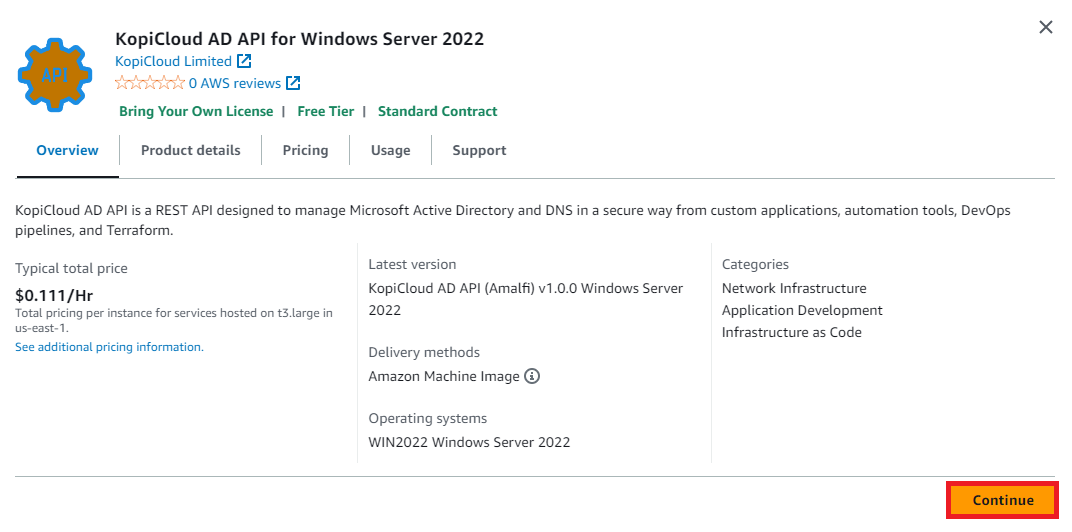 API
KopiCloud AD API for Windows Server 2022
KopiCloud Limited
0 AWS reviews
Bring Your Own License | Free Tier | Standard Contract
Overview
Product details
Pricing
Usage
Support
KopiCloud AD API is a REST API designed to manage Microsoft Active Directory and DNS in a secure way from custom applications, automation tools, DevOps
pipelines, and Terraform.
Typical total price
$0.111/Hr
Total pricing per instance for services hosted on t3.large in
us-east-1.
See additional pricing information.
Latest version
KopiCloud AD API (Amalfi) v1.0.0 Windows Server
2022
Delivery methods
Amazon Machine Image
Operating systems
WIN2022 Windows Server 2022
Categories
Network Infrastructure
Application Development
Infrastructure as Code
Continue